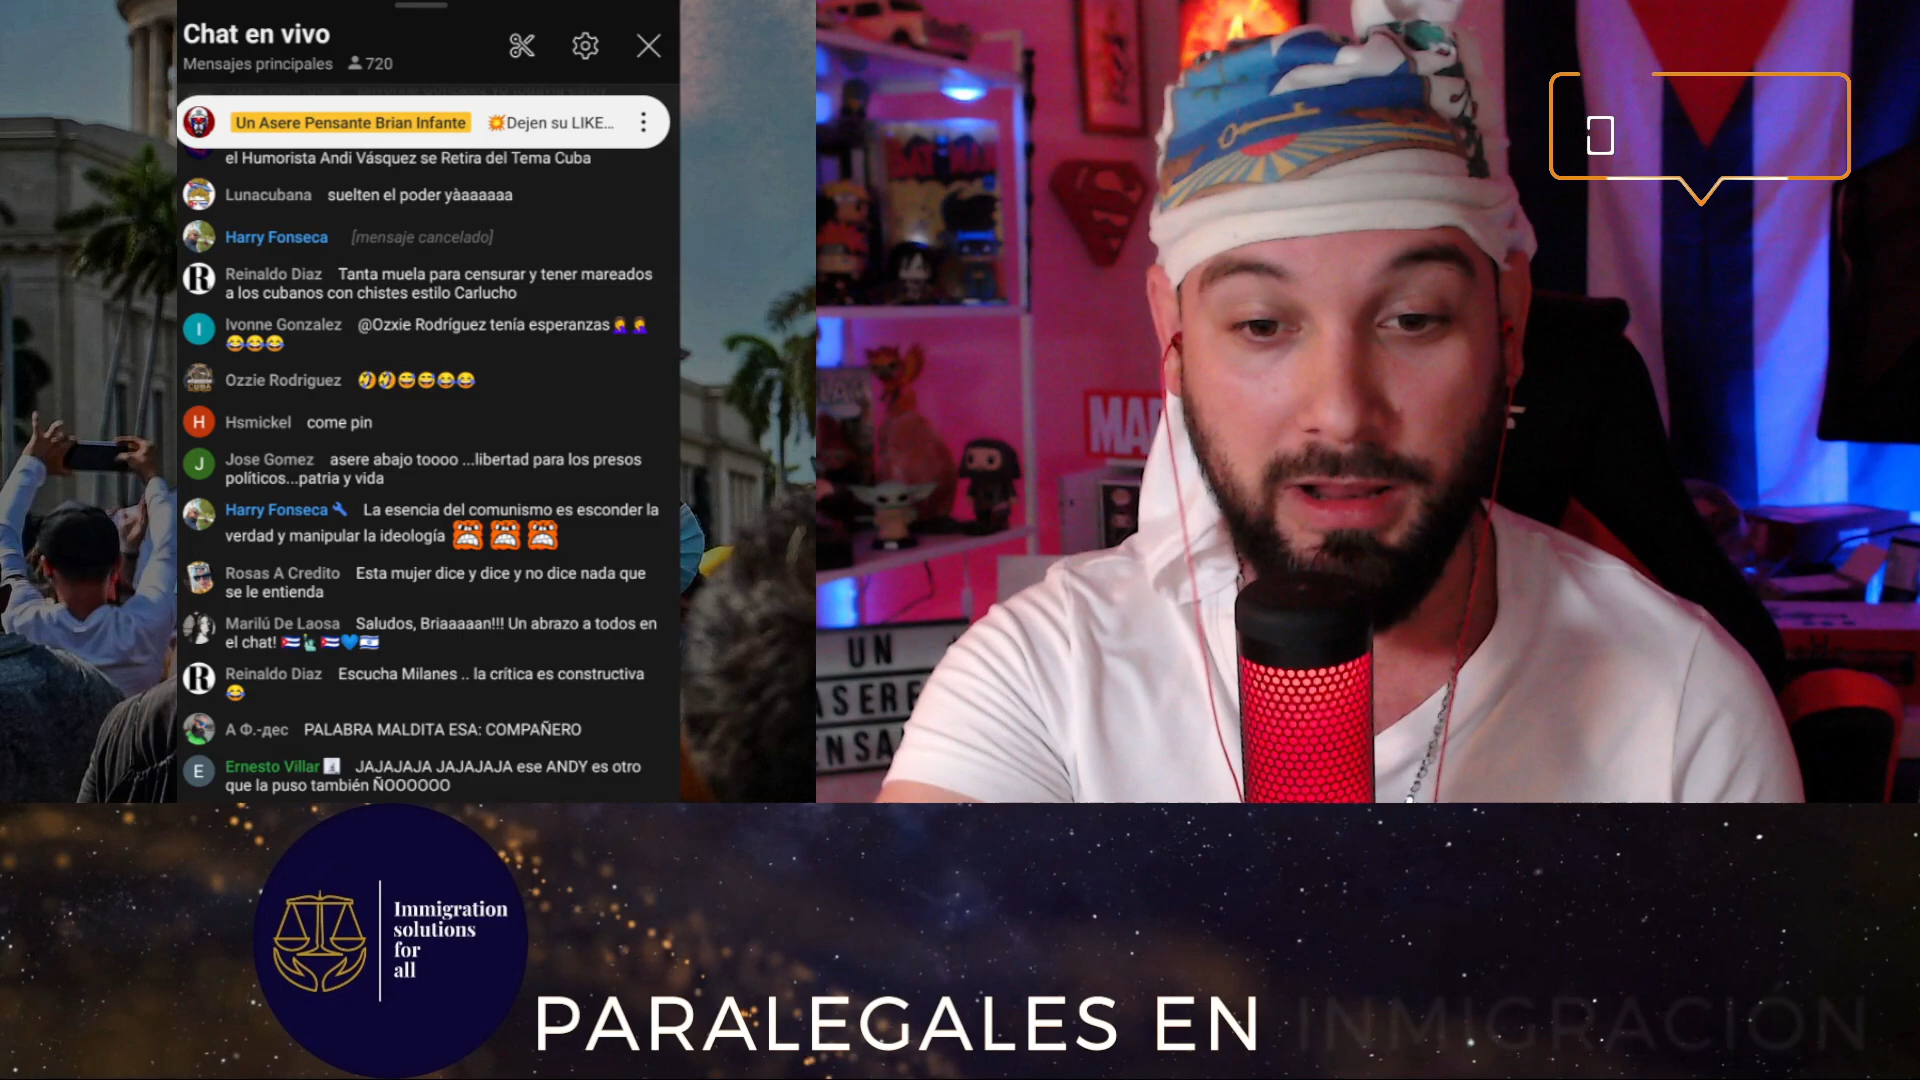 Chat en vivo
Mensajes principales 720
Un Asere Pensante Brian Infante 💥Dejen su LIKE...
el Humorista Andi Vásquez se Retira del Tema Cuba
Lunacubana suelten el poder yàaaaaaa
Harry Fonseca [mensaje cancelado]
Reinaldo Diaz Tanta muela para censurar y tener mareados
a los cubanos con chistes estilo Carlucho
Ivonne Gonzalez @Ozxie Rodríguez tenía esperanzas 🤦‍♀️🤦‍♀️
😂😂😂
Ozzie Rodriguez 🤣🤣😅😅😂😂
Hsmickel come pin
Jose Gomez asere abajo toooo ...libertad para los presos
políticos...patria y vida
Harry Fonseca La esencia del comunismo es esconder la
verdad y manipular la ideología
Rosas A Credito Esta mujer dice y dice y no dice nada que
se le entienda
Marilú De Laosa Saludos, Briaaaaan!!! Un abrazo a todos en
el chat! 🇨🇺🗽🇨🇺💙🇮🇱
Reinaldo Diaz Escucha Milanes .. la crítica es constructiva
😂
А Ф.-дес PALABRA MALDITA ESA: COMPAÑERO
Ernesto Villar JAJAJAJA JAJAJAJA ese ANDY es otro
que la puso también ÑOOOOOO
UN
ASERE
Immigration
solutions
for
all
PARALEGALES EN INMIGRACIÓN